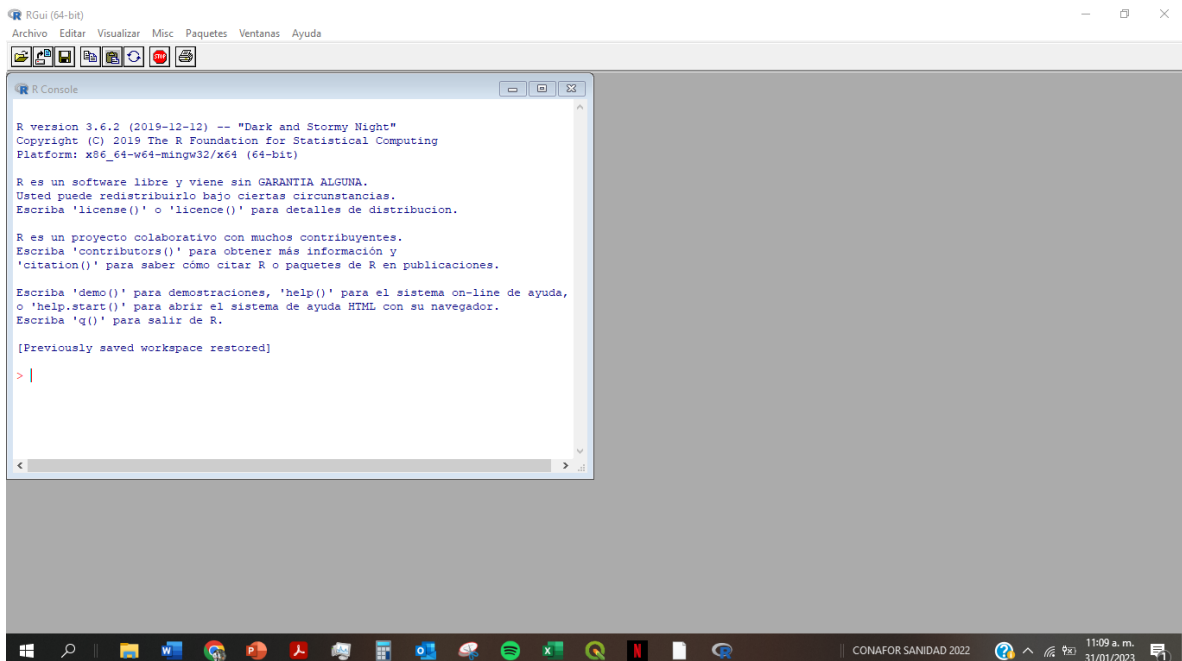 RGui (64-bit)
Archivo Editar Visualizar Misc Paquetes Ventanas Ayuda
STOP
R Console
R version 3.6.2 (2019-12-12) -- "Dark and Stormy Night"
Copyright (C) 2019 The R Foundation for Statistical Computing
Platform: x86_64-w64-mingw32/x64 (64-bit)
R es un software libre y viene sin GARANTIA ALGUNA.
Usted puede redistribuirlo bajo ciertas circunstancias.
Escriba 'license()' o 'licence()' para detalles de distribucion.
R es un proyecto colaborativo con muchos contribuyentes.
Escriba 'contributors()' para obtener más información y
'citation()' para saber cómo citar R o paquetes de R en publicaciones.
Escriba 'demo()' para demostraciones, 'help()' para el sistema on-line de ayuda,
o 'help.start()' para abrir el sistema de ayuda HTML con su navegador.
Escriba 'q()' para salir de R.
[Previously saved workspace restored]
>
CONAFOR SANIDAD 2022
11:09 a. m.
31/01/2023